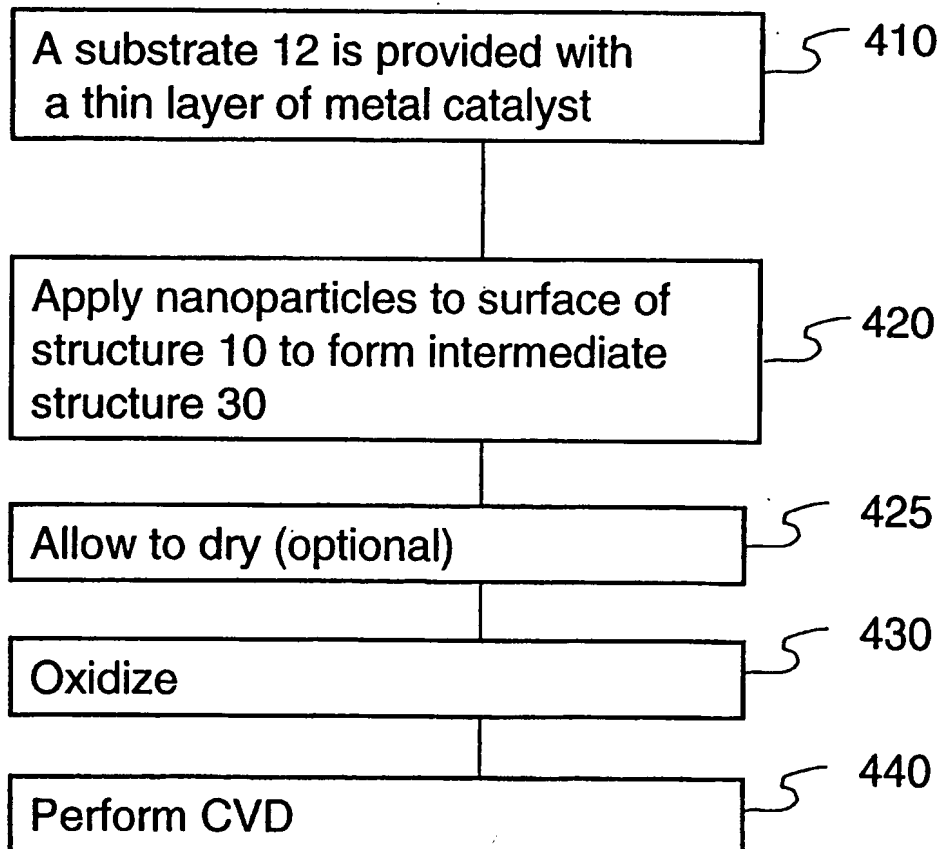 A substrate 12 is provided with
a thin layer of metal catalyst
410
Apply nanoparticles to surface of
structure 10 to form intermediate
structure 30
420
Allow to dry (optional)
425
Oxidize
430
Perform CVD
440